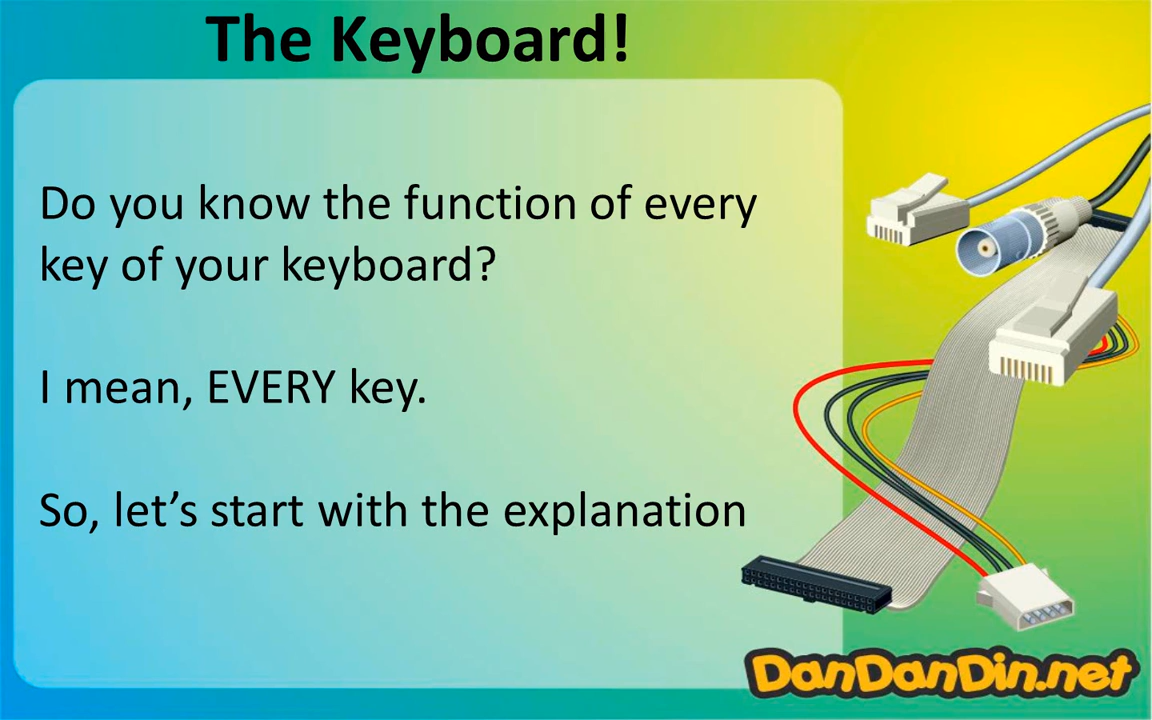 The Keyboard!
Do you know the function of every
key of your keyboard?
I mean, EVERY key.
So, let’s start with the explanation
DanDanDin.net